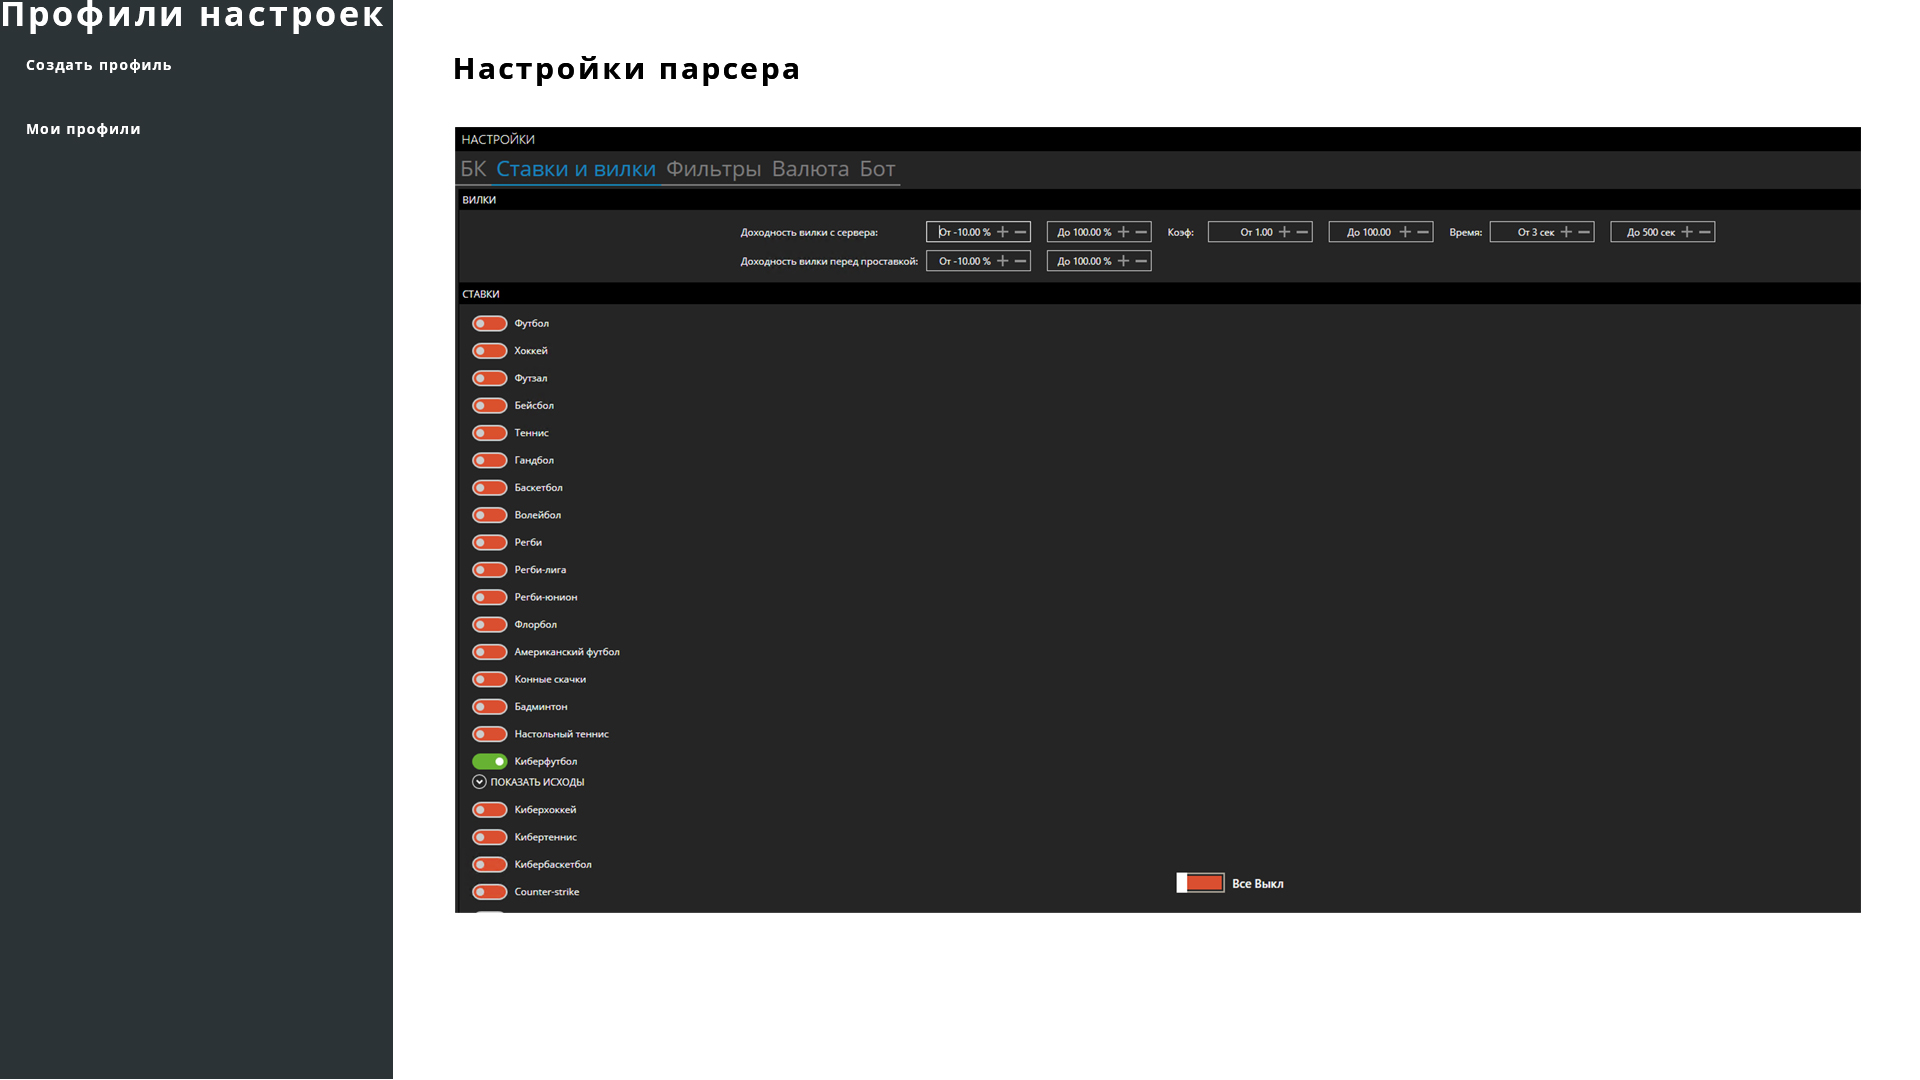 Профили настроек
Создать профиль
Мои профили
Настройки парсера
НАСТРОЙКИ
БК Ставки и вилки Фильтры Валюта Бот
ВИЛКИ
Доходность вилки с сервера: От -10.00 % До 100.00 % Коэф: От 1.00 До 100.00 Время: От 3 сек До 500 сек
Доходность вилки перед проставкой: От -10.00 % До 100.00 %
СТАВКИ
Футбол
Хоккей
Футзал
Бейсбол
Теннис
Гандбол
Баскетбол
Волейбол
Регби
Регби-лига
Регби-юнион
Флорбол
Американский футбол
Конные скачки
Бадминтон
Настольный теннис
Киберфутбол
ПОКАЗАТЬ ИСХОДЫ
Киберхоккей
Кибертеннис
Кибербаскетбол
Counter-strike
Все Выкл